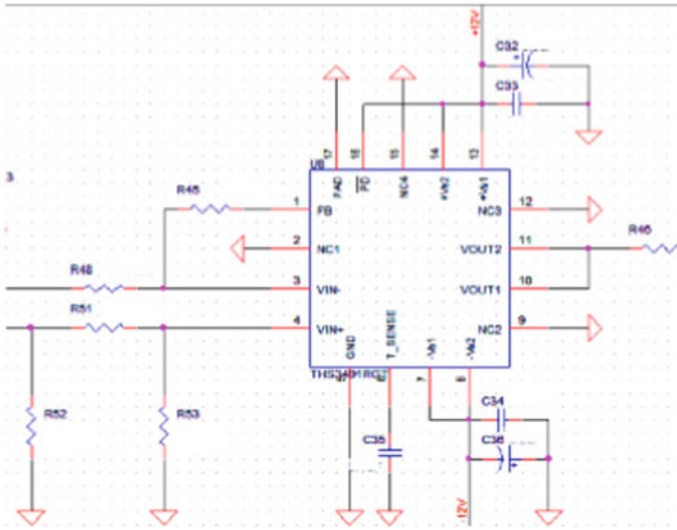 +12V
C32
C33
17
16
15
14
13
U8
PAD
PD
NC4
+Vs2
+Vs1
3
R45
1
FB
NC3
12
2
NC1
VOUT2
11
R46
R48
3
VIN-
VOUT1
10
R51
4
VIN+
NC2
9
GND
T_SENSE
-Vs1
-Vs2
7
8
R52
R53
C35
C34
C36
-12V